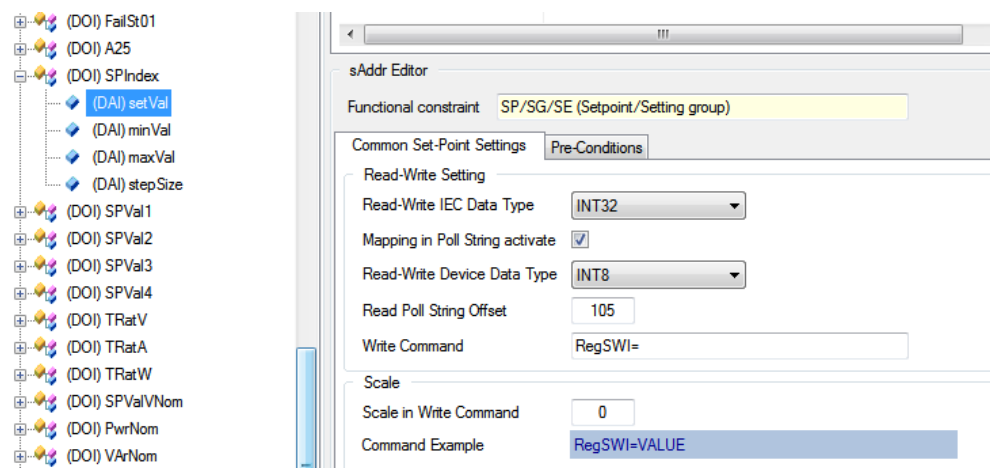 (DOI) FailSt01
(DOI) A25
(DOI) SPIndex
(DAI) setVal
(DAI) minVal
(DAI) maxVal
(DAI) stepSize
(DOI) SPVal1
(DOI) SPVal2
(DOI) SPVal3
(DOI) SPVal4
(DOI) TRatV
(DOI) TRatA
(DOI) TRatW
(DOI) SPValVNom
(DOI) PwrNom
(DOI) VArNom
sAddr Editor
Functional constraint SP/SG/SE (Setpoint/Setting group)
Common Set-Point Settings Pre-Conditions
Read-Write Setting
Read-Write IEC Data Type INT32
Mapping in Poll String activate
Read-Write Device Data Type INT8
Read Poll String Offset 105
Write Command RegSWI=
Scale
Scale in Write Command 0
Command Example RegSWI=VALUE